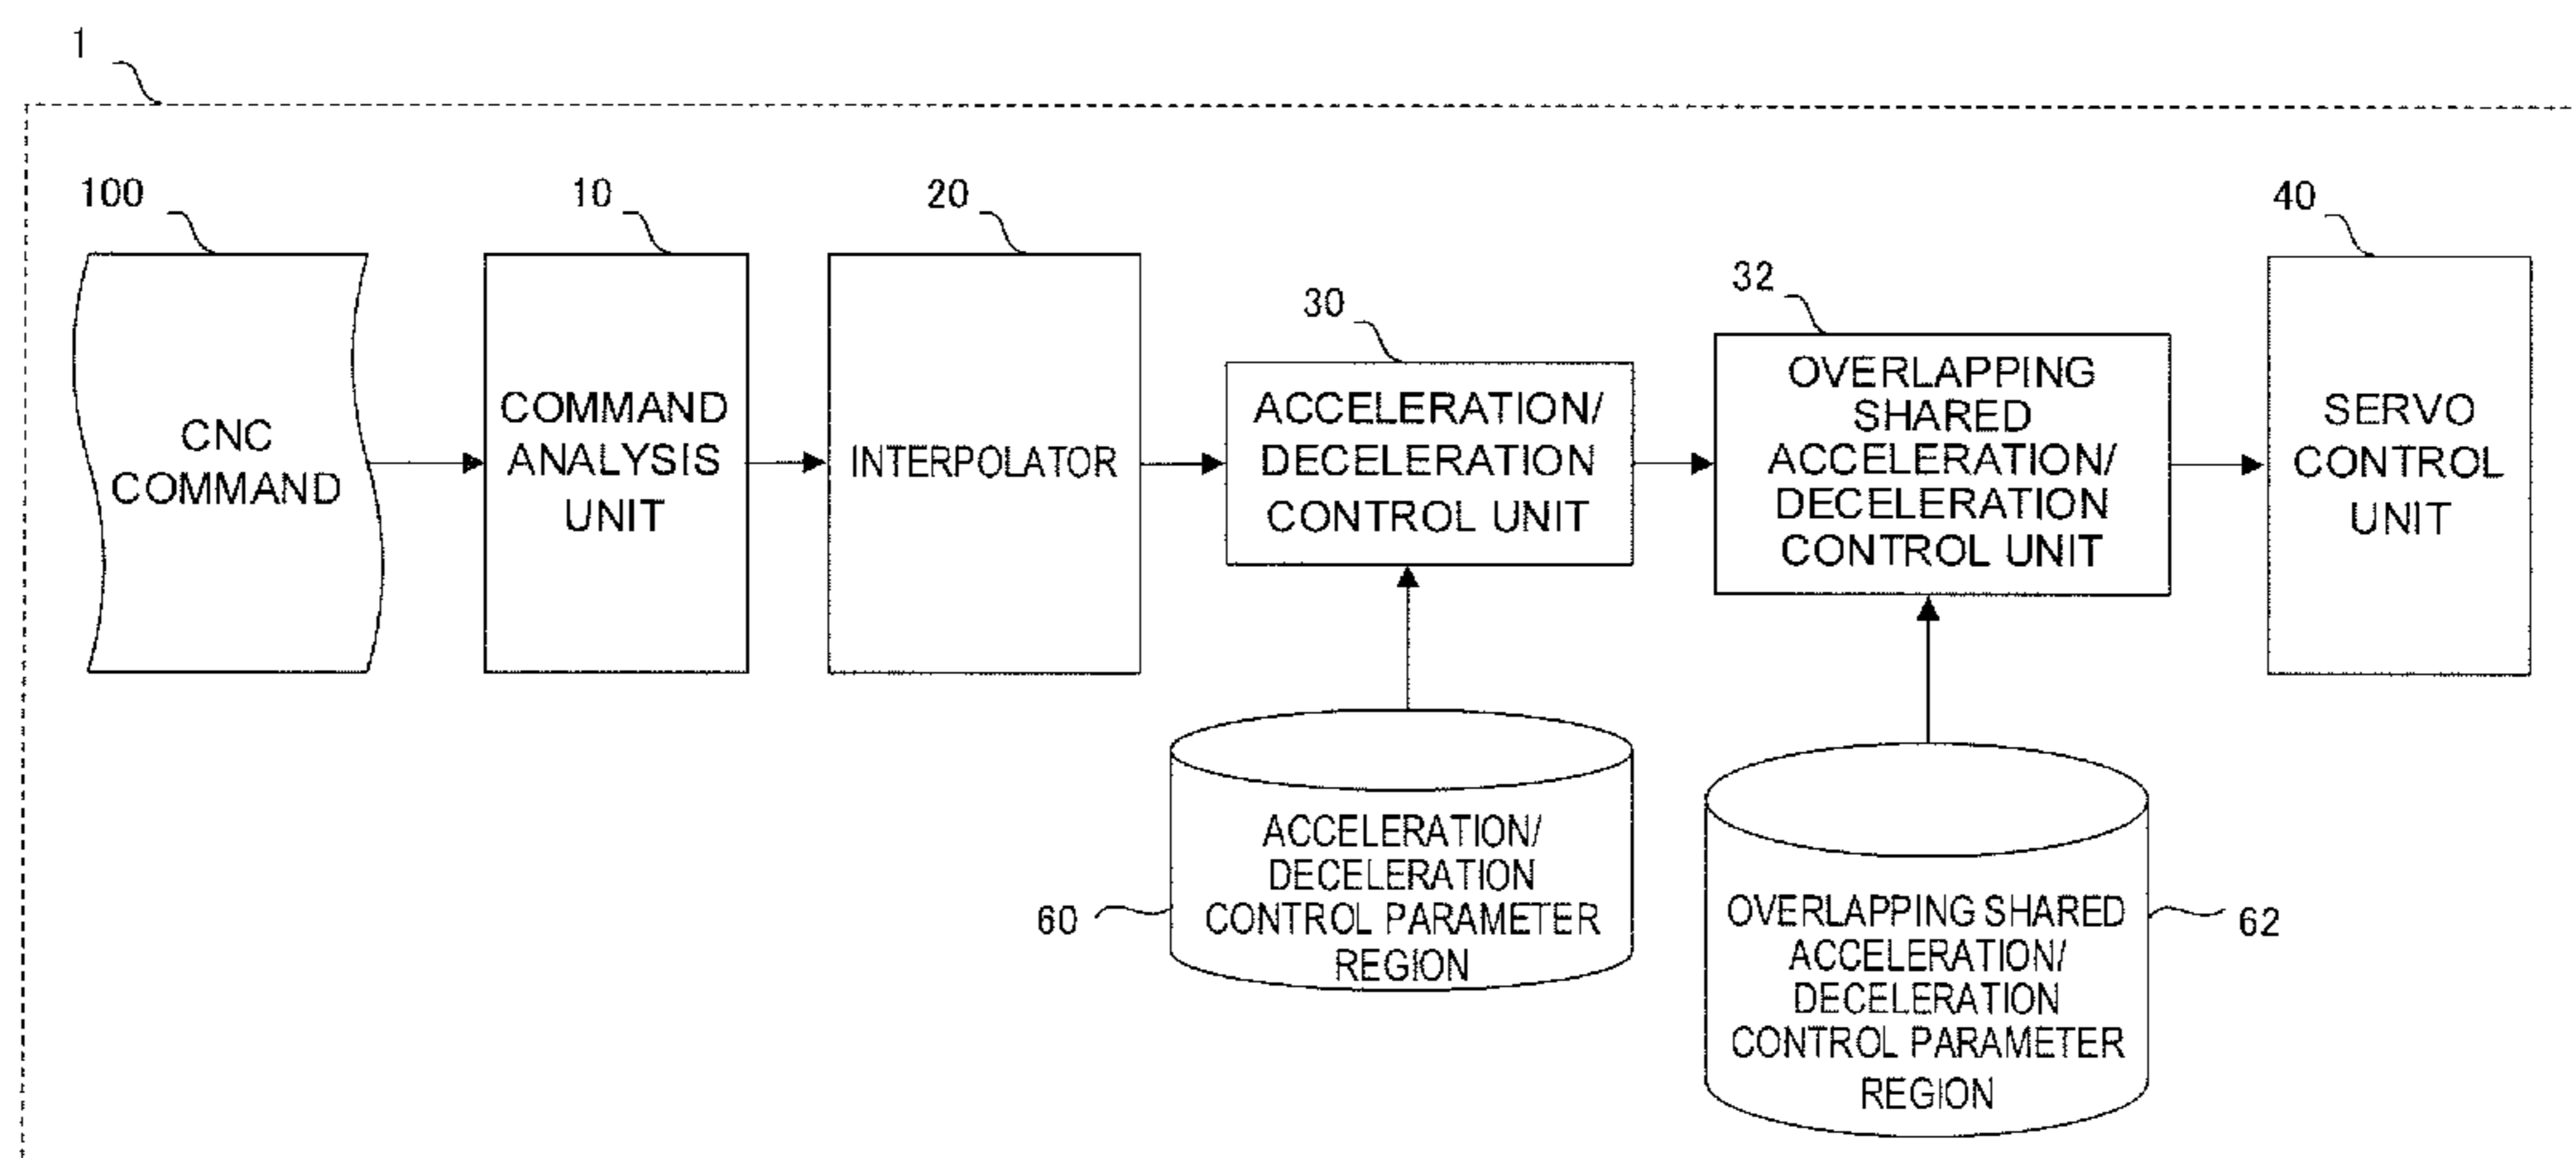 1
100
10
20
30
32
40
CNC
COMMAND
COMMAND
ANALYSIS
UNIT
INTERPOLATOR
ACCELERATION/
DECELERATION
CONTROL UNIT
OVERLAPPING
SHARED
ACCELERATION/
DECELERATION
CONTROL UNIT
SERVO
CONTROL
UNIT
60
ACCELERATION/
DECELERATION
CONTROL PARAMETER
REGION
OVERLAPPING SHARED
ACCELERATION/
DECELERATION
CONTROL PARAMETER
REGION
62